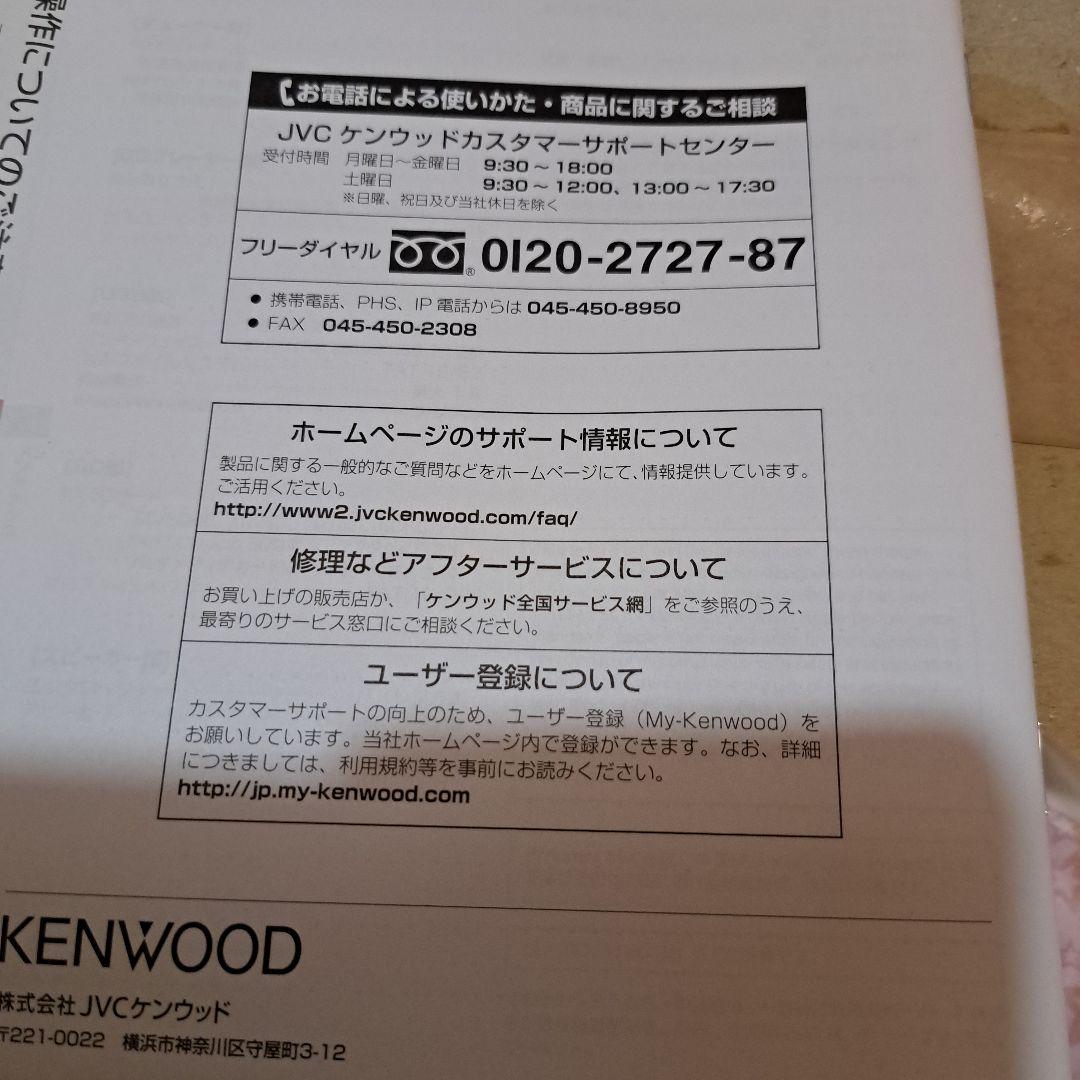 操作についてのご注
お電話による使いかた・商品に関するご相談
JVC ケンウッドカスタマーサポートセンター
受付時間 月曜日～金曜日 9:30 ～ 18:00
土曜日 9:30 ～ 12:00、13:00 ～ 17:30
※日曜、祝日及び当社休日を除く
フリーダイヤル ® 0120-2727-87
● 携帯電話、PHS、IP 電話からは 045-450-8950
● FAX 045-450-2308
ホームページのサポート情報について
製品に関する一般的なご質問などをホームページにて、情報提供しています。
ご活用ください。
http://www2.jvckenwood.com/faq/
修理などアフターサービスについて
お買い上げの販売店か、「ケンウッド全国サービス網」をご参照のうえ、
最寄りのサービス窓口にご相談ください。
ユーザー登録について
カスタマーサポートの向上のため、ユーザー登録（My-Kenwood）を
お願いしています。当社ホームページ内で登録ができます。なお、詳細
につきましては、利用規約等を事前にお読みください。
http://jp.my-kenwood.com
KENWOOD
株式会社 JVCケンウッド
〒221-0022 横浜市神奈川区守屋町3-12